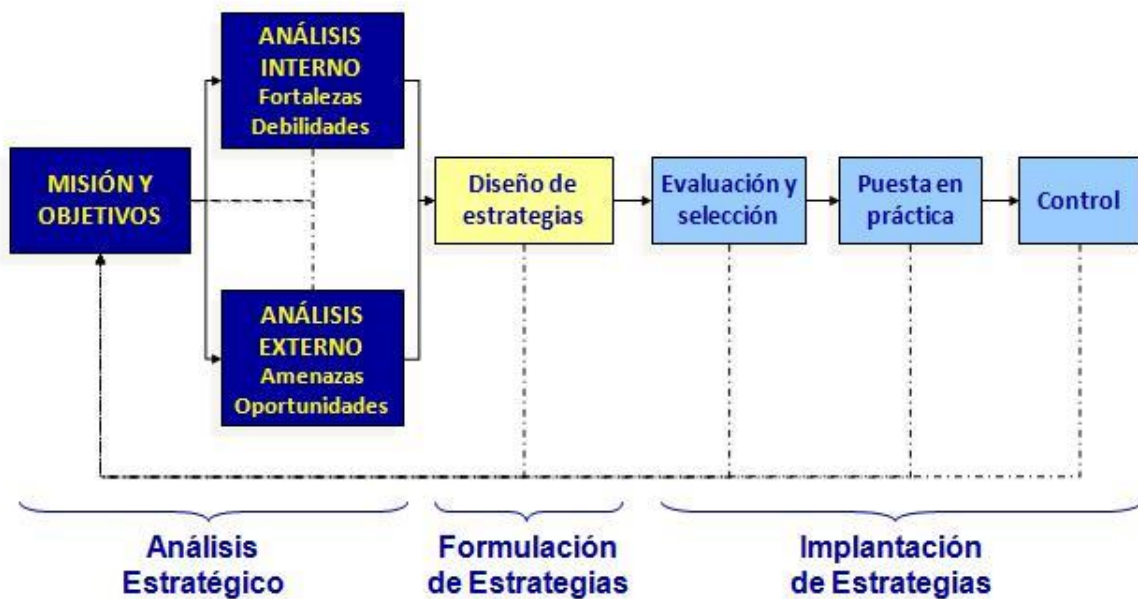 ANÁLISIS
INTERNO
Fortalezas
Debilidades
MISIÓN Y
OBJETIVOS
ANÁLISIS
EXTERNO
Amenazas
Oportunidades
Diseño de
estrategias
Evaluación y
selección
Puesta en
práctica
Control
Análisis
Estratégico
Formulación
de Estrategias
Implantación
de Estrategias